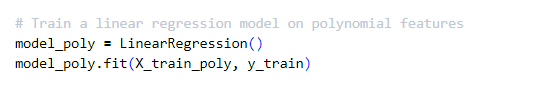 # Train a linear regression model on polynomial features
model_poly = LinearRegression()
model_poly.fit(X_train_poly, y_train)